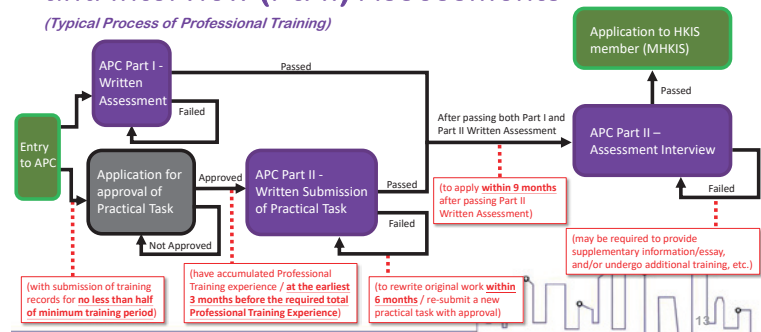 (Typical Process of Professional Training)
Application to HKIS
member (MHKIS)
APC Part I -
Written
Assessment
Passed
Failed
Passed
After passing both Part I and
Part II Written Assessment
APC Part II –
Assessment Interview
Entry
to APC
Application for
approval of
Practical Task
Approved
APC Part II -
Written Submission
of Practical Task
Passed
(to apply within 9 months
after passing Part II
Written Assessment)
Failed
Failed
Not Approved
(may be required to provide
supplementary information/essay,
and/or undergo additional training, etc.)
(with submission of training
records for no less than half
of minimum training period)
(have accumulated Professional
Training experience / at the earliest
3 months before the required total
Professional Training Experience)
(to rewrite original work within
6 months / re-submit a new
practical task with approval)
13